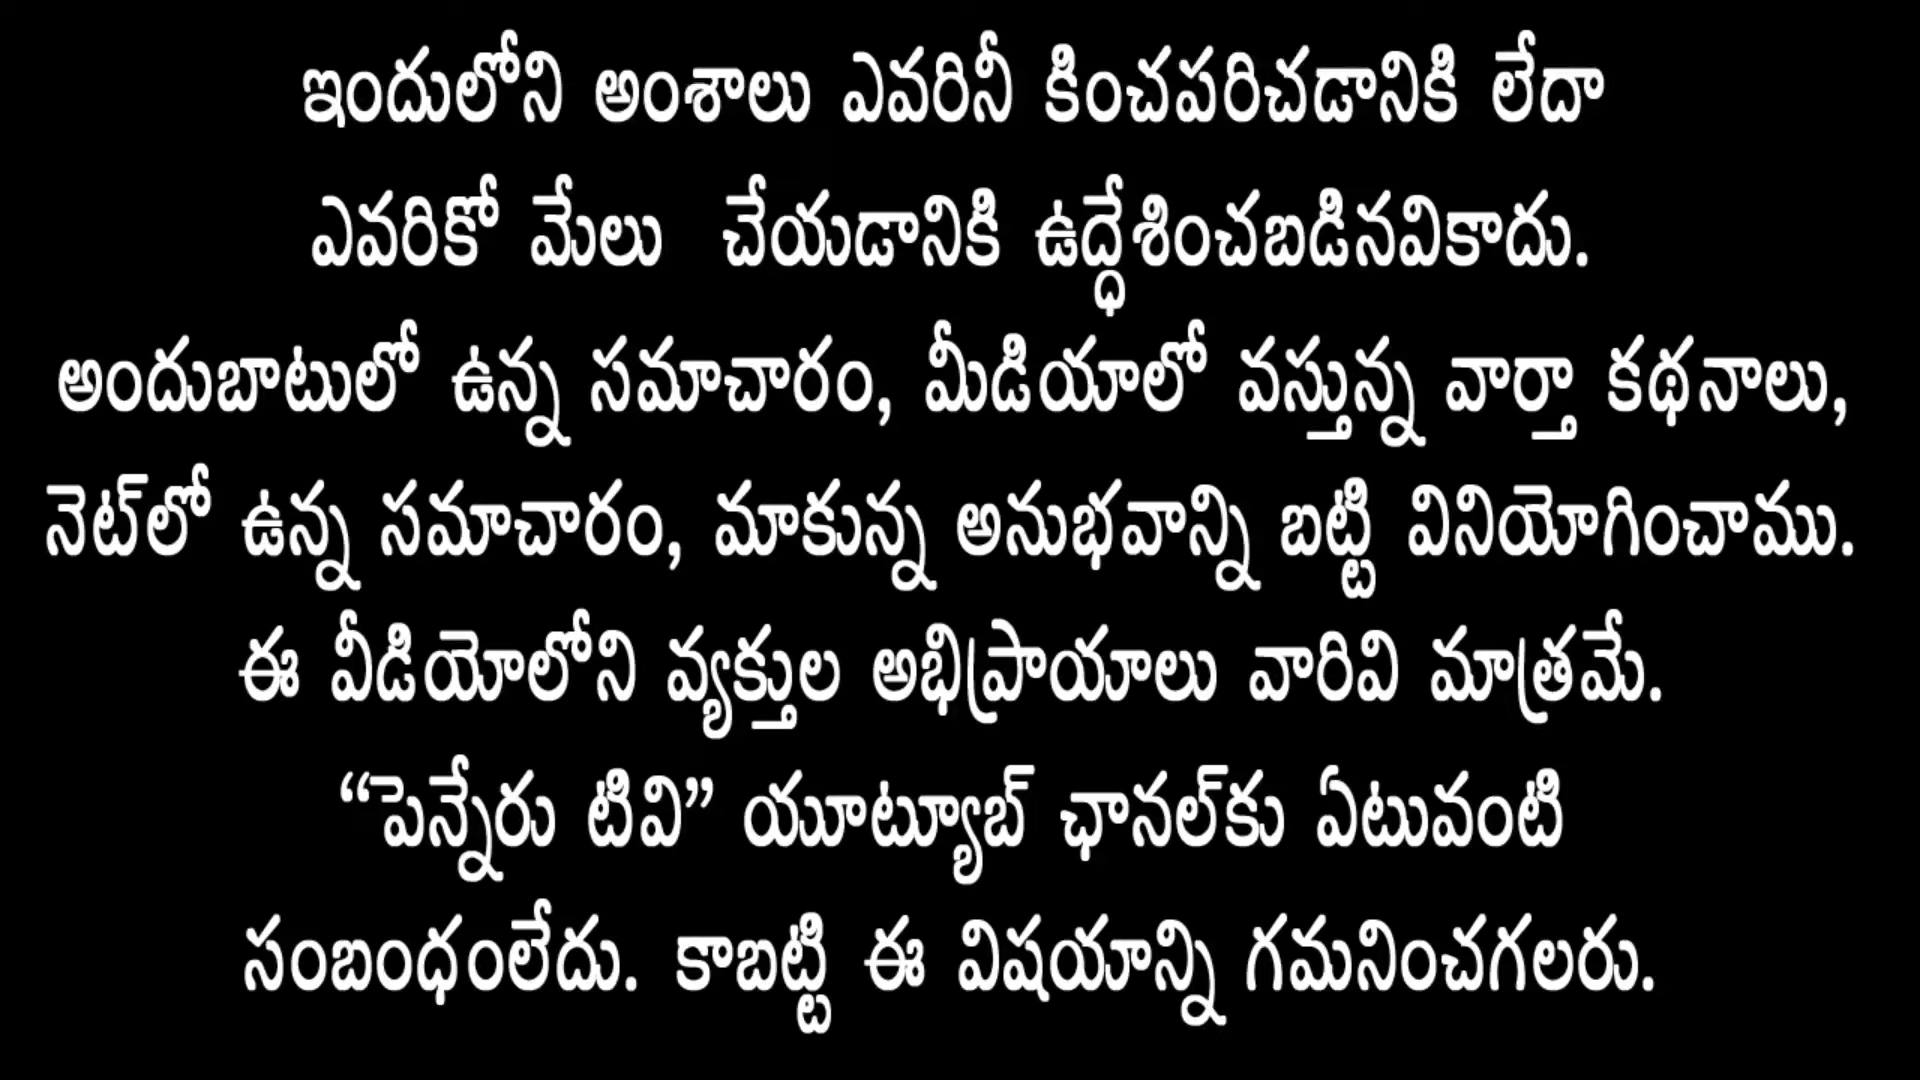 ఇందులోని అంశాలు ఎవరినీ కించపరిచడానికి లేదా
ఎవరికో మేలు చేయడానికి ఉద్ధేశించబడినవికాదు.
అందుబాటులో ఉన్న సమాచారం, మీడియాలో వస్తున్న వార్తా కథనాలు,
నెట్‌లో ఉన్న సమాచారం, మాకున్న అనుభవాన్ని బట్టి వినియోగించాము.
ఈ వీడియోలోని వ్యక్తుల అభిప్రాయాలు వారివి మాత్రమే.
“పెన్నేరు టివి” యూట్యూబ్ ఛానల్‌కు ఏటువంటి
సంబంధంలేదు. కాబట్టి ఈ విషయాన్ని గమనించగలరు.